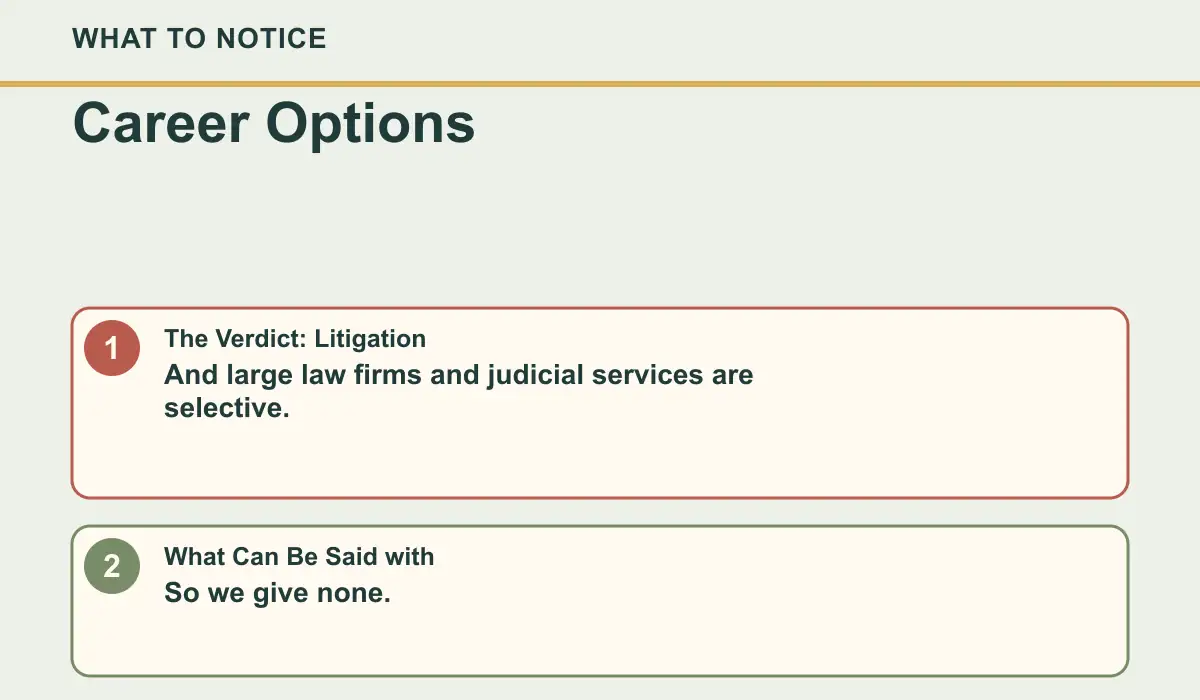 WHAT TO NOTICE
Career Options
1
The Verdict: Litigation
And large law firms and judicial services are
selective.
2
What Can Be Said with
So we give none.